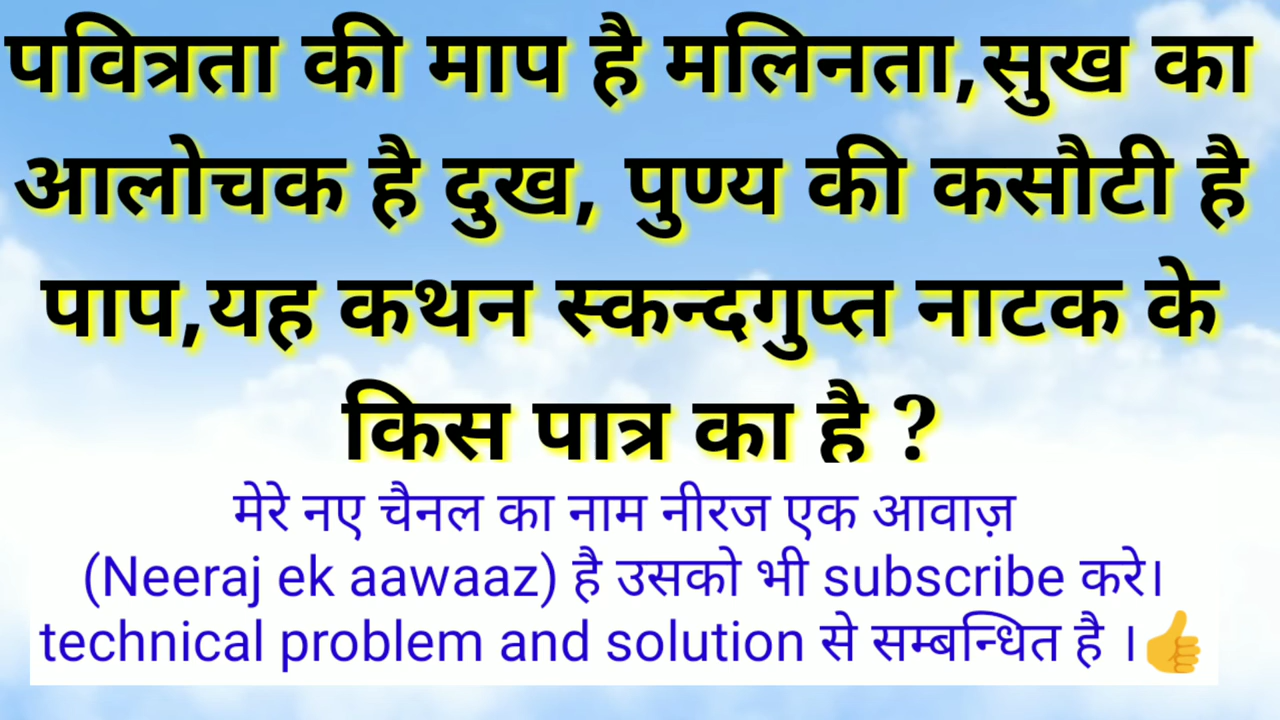 पवित्रता की माप है मलिनता,सुख का
आलोचक है दुख, पुण्य की कसौटी है
पाप,यह कथन स्कन्दगुप्त नाटक के
किस पात्र का है ?
मेरे नए चैनल का नाम नीरज एक आवाज़
(Neeraj ek aawaaz) है उसको भी subscribe करे।
technical problem and solution से सम्बन्धित है ।👍